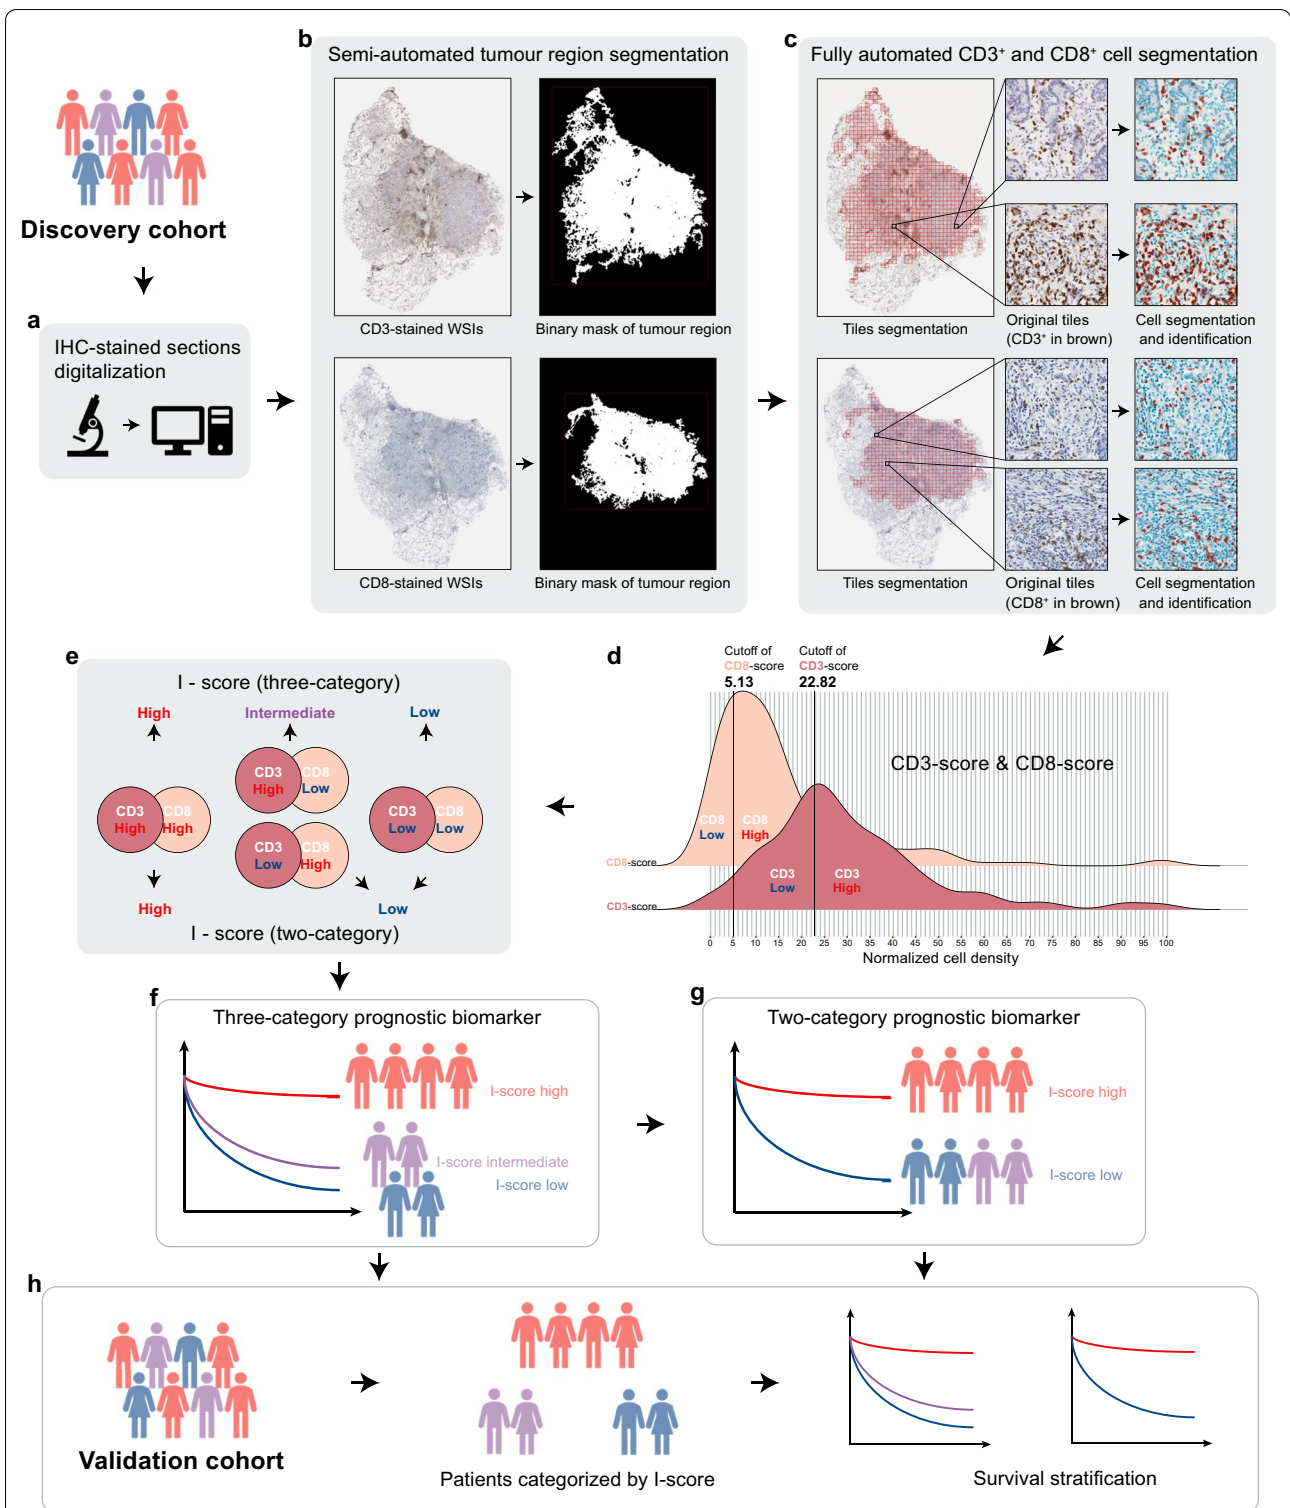 Discovery cohort
a
IHC-stained sections
digitalization
b
Semi-automated tumour region segmentation
CD3-stained WSIs
Binary mask of tumour region
CD8-stained WSIs
Binary mask of tumour region
c
Fully automated CD3⁺ and CD8⁺ cell segmentation
Tiles segmentation
Original tiles
(CD3⁺ in brown)
Cell segmentation
and identification
Tiles segmentation
Original tiles
(CD8⁺ in brown)
Cell segmentation
and identification
d
Cutoff of
CD8-score
5.13
Cutoff of
CD3-score
22.82
CD3-score & CD8-score
CD8
Low
CD8
High
CD8-score
CD3
Low
CD3
High
CD3-score
0 5 10 15 20 25 30 35 40 45 50 55 60 65 70 75 80 85 90 95 100
Normalized cell density
e
I - score (three-category)
High
Intermediate
Low
CD3
High
CD8
High
CD3
High
CD8
Low
CD3
Low
CD8
High
CD3
Low
CD8
Low
High
Low
I - score (two-category)
f
Three-category prognostic biomarker
I-score high
I-score intermediate
I-score low
g
Two-category prognostic biomarker
I-score high
I-score low
h
Validation cohort
Patients categorized by I-score
Survival stratification